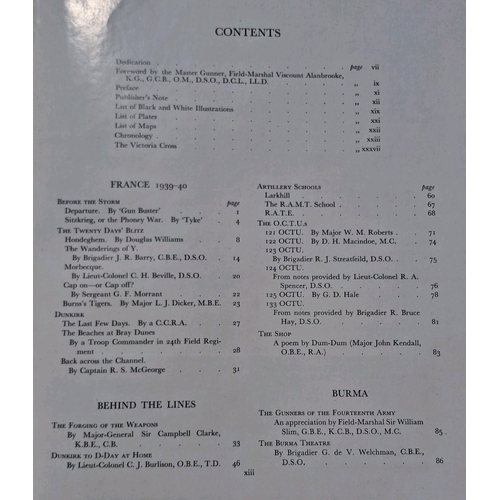 CONTENTS
Dedication . . . . . . . page vii
Foreword by the Master Gunner, Field-Marshal Viscount Alanbrooke,
K.G., G.C.B., O.M., D.S.O., D.C.L., LL.D. . . . . ,, ix
Preface . . . . . . . ,, xi
Publisher's Note . . . . . . . ,, xii
List of Black and White Illustrations . . . . . ,, xix
List of Plates . . . . . . . ,, xxi
List of Maps . . . . . . . ,, xxii
Chronology . . . . . . . ,, xxiii
The Victoria Cross . . . . . . . ,, xxxvii
FRANCE 1939-40
BEFORE THE STORM page
Departure. By 'Gun Buster' . . . 1
Sitzkrieg, or the Phoney War. By 'Tyke' . 4
THE TWENTY DAYS' BLITZ
Hondeghem. By Douglas Williams . . 8
The Wanderings of Y.
By Brigadier J. R. Barry, C.B.E., D.S.O. . 14
Morbecque.
By Lieut-Colonel C. H. Beville, D.S.O. . 20
Cap on—or Cap off?
By Sergeant G. F. Morrant . . . 22
Burne's Tigers. By Major L. J. Dicker, M.B.E. 23
DUNKIRK
The Last Few Days. By a C.C.R.A. . . 27
The Beaches at Bray Dunes
By a Troop Commander in 24th Field Regi-
ment . . . . . . 28
Back across the Channel.
By Captain R. S. McGeorge . . . 31
BEHIND THE LINES
THE FORGING OF THE WEAPONS
By Major-General Sir Campbell Clarke,
K.B.E., C.B. . . . . . 33
DUNKIRK TO D-DAY AT HOME
By Lieut-Colonel C. J. Burlison, O.B.E., T.D. 46
ARTILLERY SCHOOLS page
Larkhill . . . . . . 60
The R.A.M.T. School . . . . 67
R.A.T.E. . . . . . . 68
THE O.C.T.U.s
121 OCTU. By Major W. M. Roberts . . 71
122 OCTU. By D. H. Macindoe, M.C. . . 74
123 OCTU.
By Brigadier R. J. Streatfeild, D.S.O. . . 75
124 OCTU.
From notes provided by Lieut-Colonel R. A.
Spencer, D.S.O. . . . . . 76
125 OCTU. By G. D. Hale . . . 78
133 OCTU.
From notes provided by Brigadier R. Bruce
Hay, D.S.O. . . . . . 81
THE SHOP
A poem by Dum-Dum (Major John Kendall,
O.B.E., R.A.) . . . . . 83
BURMA
THE GUNNERS OF THE FOURTEENTH ARMY
An appreciation by Field-Marshal Sir William
Slim, G.B.E., K.C.B., D.S.O., M.C. . 85
THE BURMA THEATRE
By Brigadier G. de V. Welchman, C.B.E.,
D.S.O. . . . . . . 86
xiii